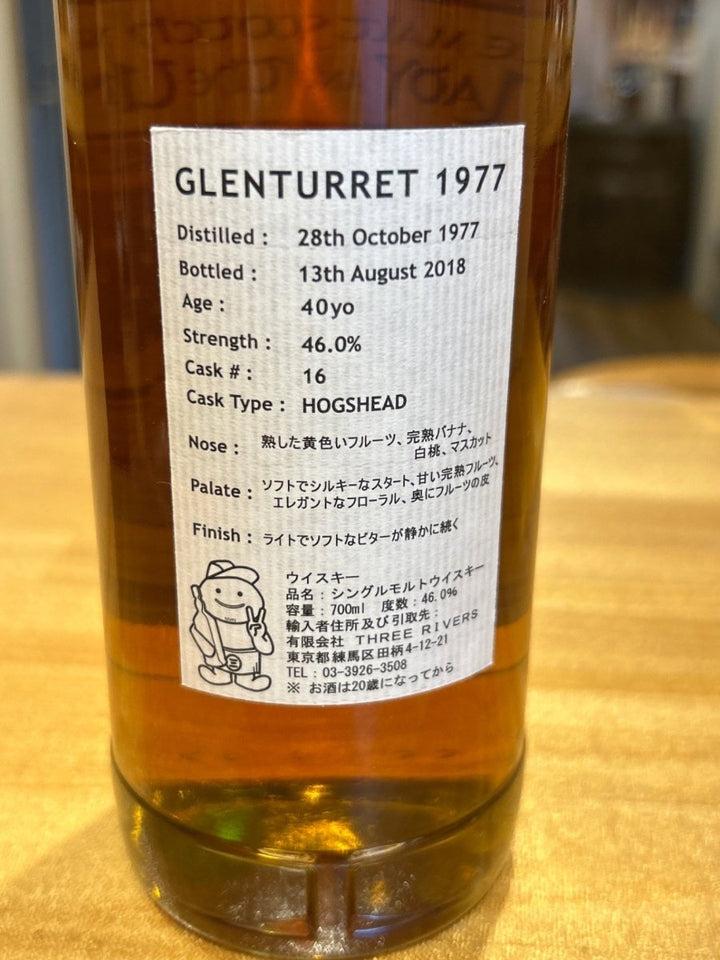 GLENTURRET 1977
Distilled : 28th October 1977
Bottled : 13th August 2018
Age : 40yo
Strength : 46.0%
Cask # : 16
Cask Type : HOGSHEAD
Nose : 熟した黄色いフルーツ、完熟バナナ、
白桃、マスカット
Palate : ソフトでシルキーなスタート、甘い完熟フルーツ、
エレガントなフローラル、奥にフルーツの皮
Finish : ライトでソフトなビターが静かに続く
ウイスキー
品名 : シングルモルトウイスキー
容量 : 700ml 度数 : 46.0%
輸入者住所及び引取先 :
有限会社 THREE RIVERS
東京都練馬区田柄4-12-21
TEL : 03-3926-3508
※ お酒は20歳になってから